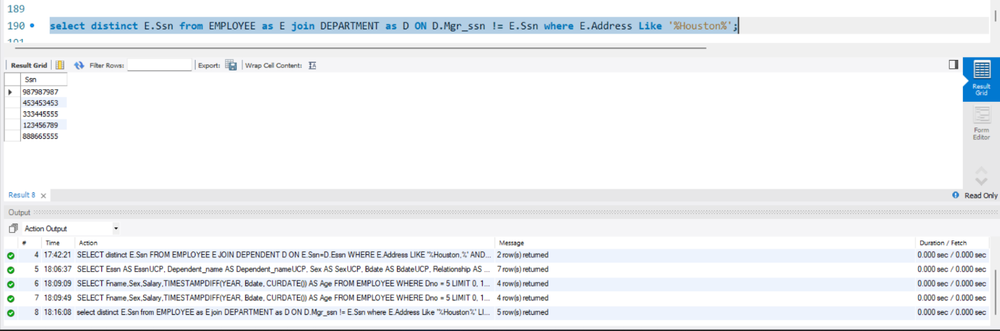 189
190 select distinct E.Ssn from EMPLOYEE as E join DEPARTMENT as D ON D.Mgr_ssn != E.Ssn where E.Address Like '%Houston%';
191
Result Grid Filter Rows: Export: Wrap Cell Content:
Ssn
987987987
453453453
333445555
123456789
888665555
Result Grid
Form Editor
Result 8 Read Only
Output
Action Output
# Time Action Message Duration / Fetch
4 17:42:21 SELECT distinct E.Ssn FROM EMPLOYEE E JOIN DEPENDENT D ON E.Ssn=D.Essn WHERE E.Address LIKE '%Houston,%' AND... 2 row(s) returned 0.000 sec / 0.000 sec
5 18:06:37 SELECT Essn AS EssnUCP, Dependent_name AS Dependent_nameUCP, Sex AS SexUCP, Bdate AS BdateUCP, Relationship AS ... 7 row(s) returned 0.000 sec / 0.000 sec
6 18:09:09 SELECT Fname,Sex,Salary,TIMESTAMPDIFF(YEAR, Bdate, CURDATE()) AS Age FROM EMPLOYEE WHERE Dno = 5 LIMIT 0, 1... 4 row(s) returned 0.000 sec / 0.000 sec
7 18:09:49 SELECT Fname,Sex,Salary,TIMESTAMPDIFF(YEAR, Bdate, CURDATE()) AS Age FROM EMPLOYEE WHERE Dno = 5 LIMIT 0, 1... 4 row(s) returned 0.000 sec / 0.000 sec
8 18:16:08 select distinct E.Ssn from EMPLOYEE as E join DEPARTMENT as D ON D.Mgr_ssn != E.Ssn where E.Address Like '%Houston%' LI... 5 row(s) returned 0.000 sec / 0.000 sec